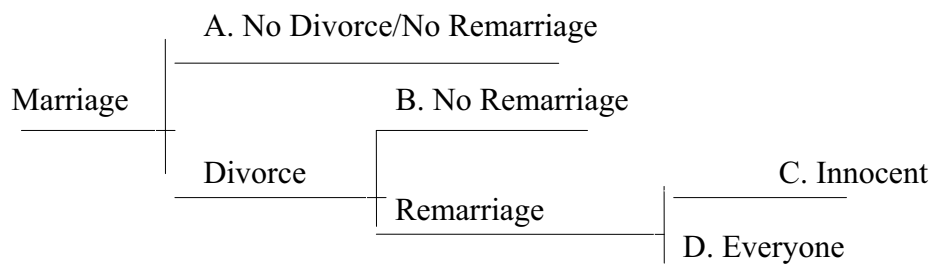 A. No Divorce/No Remarriage
Marriage
B. No Remarriage
Divorce
C. Innocent
Remarriage
D. Everyone